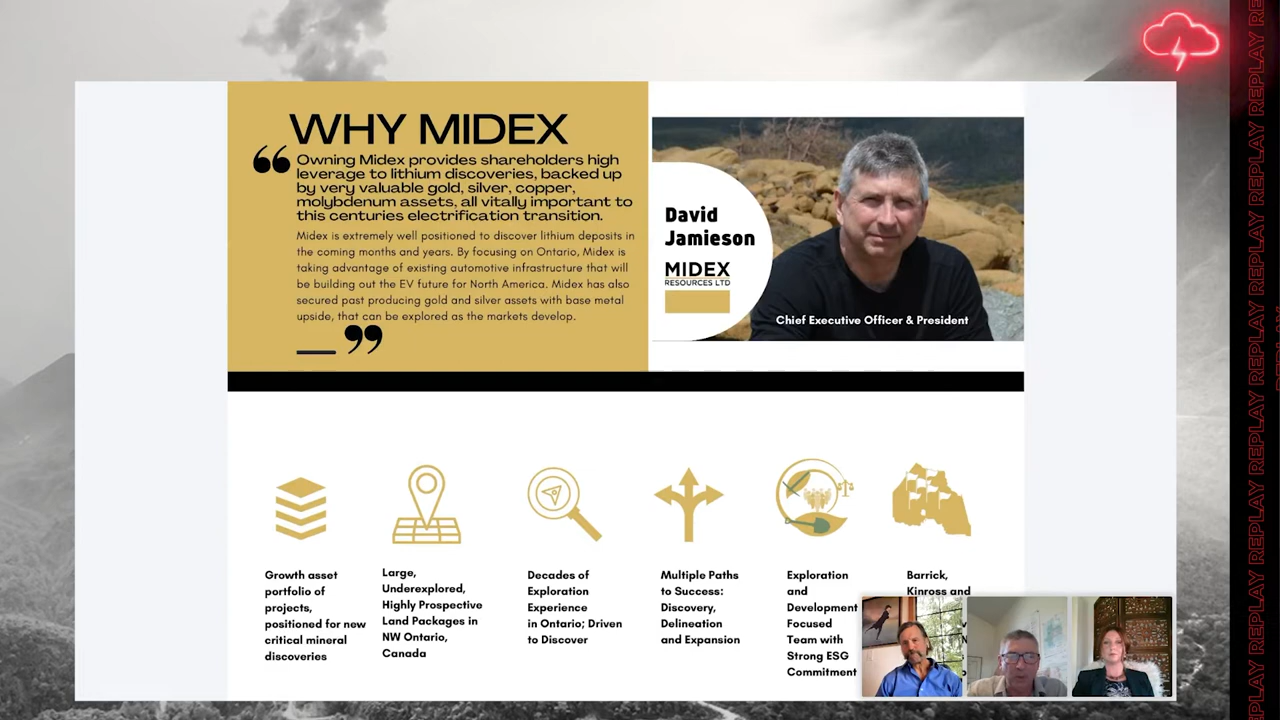 WHY MIDEX
“
Owning Midex provides shareholders high
leverage to lithium discoveries, backed up
by very valuable gold, silver, copper,
molybdenum assets, all vitally important to
this centuries electrification transition.
Midex is extremely well positioned to discover lithium deposits in
the coming months and years. By focusing on Ontario, Midex is
taking advantage of existing automotive infrastructure that will
be building out the EV future for North America. Midex has also
secured past producing gold and silver assets with base metal
upside, that can be explored as the markets develop.
”
David
Jamieson
MIDEX
RESOURCES LTD
Chief Executive Officer & President
Growth asset
portfolio of
projects,
positioned for new
critical mineral
discoveries
Large,
Underexplored,
Highly Prospective
Land Packages in
NW Ontario,
Canada
Decades of
Exploration
Experience
in Ontario; Driven
to Discover
Multiple Paths
to Success:
Discovery,
Delineation
and Expansion
Exploration
and
Development
Focused
Team with
Strong ESG
Commitment
Barrick,
Kinross and
REPLAY REPLAY REPLAY REPLAY REPLAY REPLAY REPLAY REPLAY